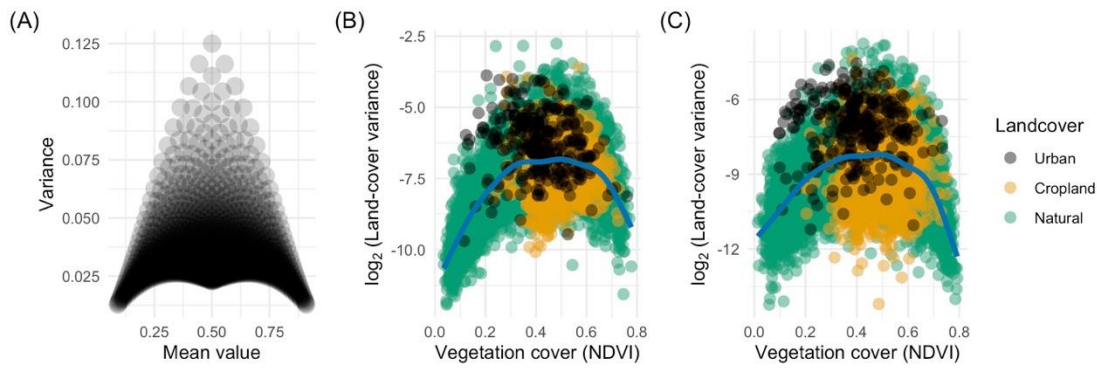 (A)
(B)
(C)
Variance
0.125
0.100
0.075
0.050
0.025
0.25 0.50 0.75
Mean value
log2 (Land-cover variance)
-2.5
-5.0
-7.5
-10.0
0.0 0.2 0.4 0.6 0.8
Vegetation cover (NDVI)
log2 (Land-cover variance)
-6
-9
-12
0.0 0.2 0.4 0.6 0.8
Vegetation cover (NDVI)
Landcover
Urban
Cropland
Natural